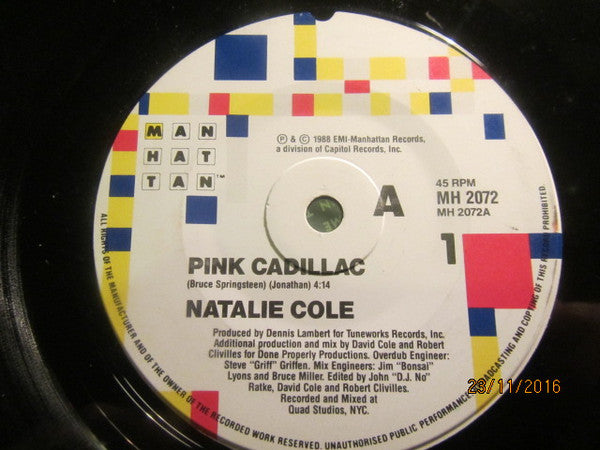 MAN
HAT
TAN™
Ⓟ & © 1988 EMI-Manhattan Records,
a division of Capitol Records, Inc.
A
45 RPM
MH 2072
MH 2072A
1
PINK CADILLAC
(Bruce Springsteen) (Jonathan) 4:14
NATALIE COLE
Produced by Dennis Lambert for Tuneworks Records, Inc.
Additional production and mix by David Cole and Robert
Clivilles for Done Properly Productions. Overdub Engineer:
Steve "Griff" Griffen. Mix Engineers: Jim "Bonsai"
Lyons and Bruce Miller. Edited by John "D.J. No"
Ratke, David Cole and Robert Clivilles.
Recorded and Mixed at
Quad Studios, NYC.
ALL RIGHTS OF THE MANUFACTURER AND OF THE OWNER OF THE RECORDED WORK RESERVED. UNAUTHORISED PUBLIC PERFORMANCE, BROADCASTING AND COPYING OF THIS RECORD PROHIBITED.
23/11/2016